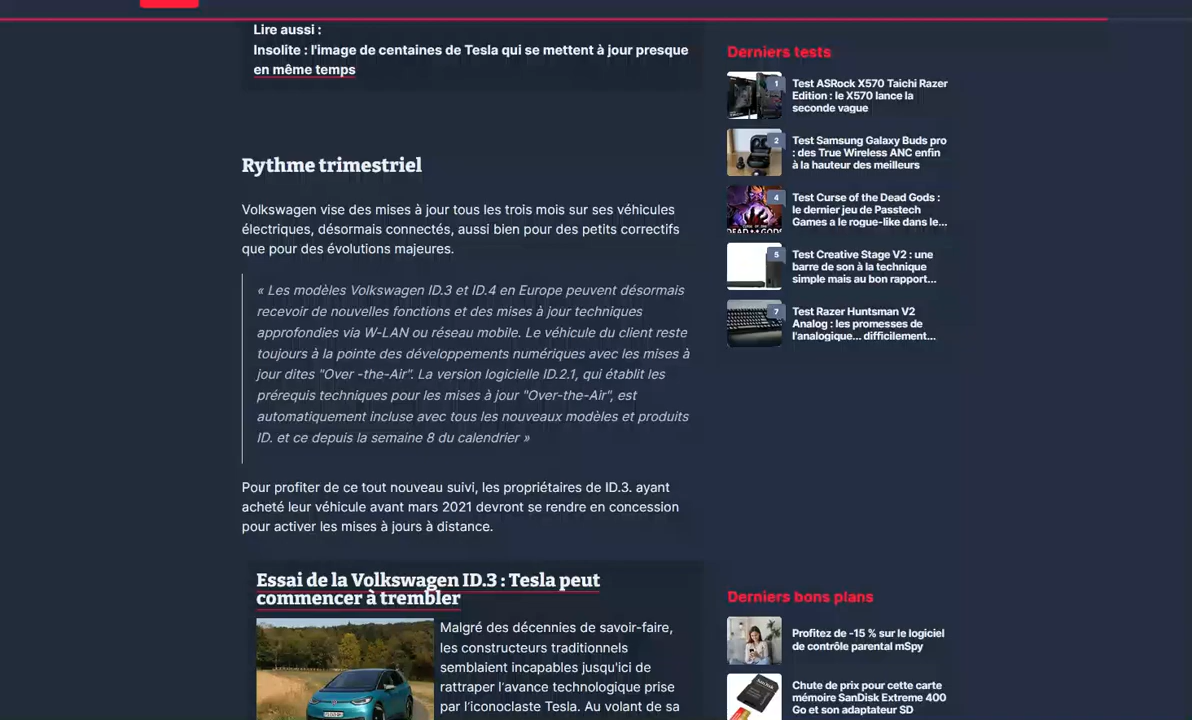 Lire aussi :
Insolite : l'image de centaines de Tesla qui se mettent à jour presque
en même temps
Rythme trimestriel
Volkswagen vise des mises à jour tous les trois mois sur ses véhicules
électriques, désormais connectés, aussi bien pour des petits correctifs
que pour des évolutions majeures.
« Les modèles Volkswagen ID.3 et ID.4 en Europe peuvent désormais
recevoir de nouvelles fonctions et des mises à jour techniques
approfondies via W-LAN ou réseau mobile. Le véhicule du client reste
toujours à la pointe des développements numériques avec les mises à
jour dites "Over -the-Air". La version logicielle ID.2.1, qui établit les
prérequis techniques pour les mises à jour "Over-the-Air", est
automatiquement incluse avec tous les nouveaux modèles et produits
ID. et ce depuis la semaine 8 du calendrier »
Pour profiter de ce tout nouveau suivi, les propriétaires de ID.3. ayant
acheté leur véhicule avant mars 2021 devront se rendre en concession
pour activer les mises à jours à distance.
Essai de la Volkswagen ID.3 : Tesla peut
commencer à trembler
Malgré des décennies de savoir-faire,
les constructeurs traditionnels
semblaient incapables jusqu'ici de
rattraper l'avance technologique prise
par l'iconoclaste Tesla. Au volant de sa
Derniers tests
1
Test ASRock X570 Taichi Razer
Edition : le X570 lance la
seconde vague
2
Test Samsung Galaxy Buds pro
: des True Wireless ANC enfin
à la hauteur des meilleurs
4
DEAD GODS
Test Curse of the Dead Gods :
le dernier jeu de Passtech
Games a le rogue-like dans le...
5
Test Creative Stage V2 : une
barre de son à la technique
simple mais au bon rapport...
7
Test Razer Huntsman V2
Analog : les promesses de
l'analogique... difficilement...
Derniers bons plans
Profitez de -15 % sur le logiciel
de contrôle parental mSpy
Chute de prix pour cette carte
mémoire SanDisk Extreme 400
Go et son adaptateur SD